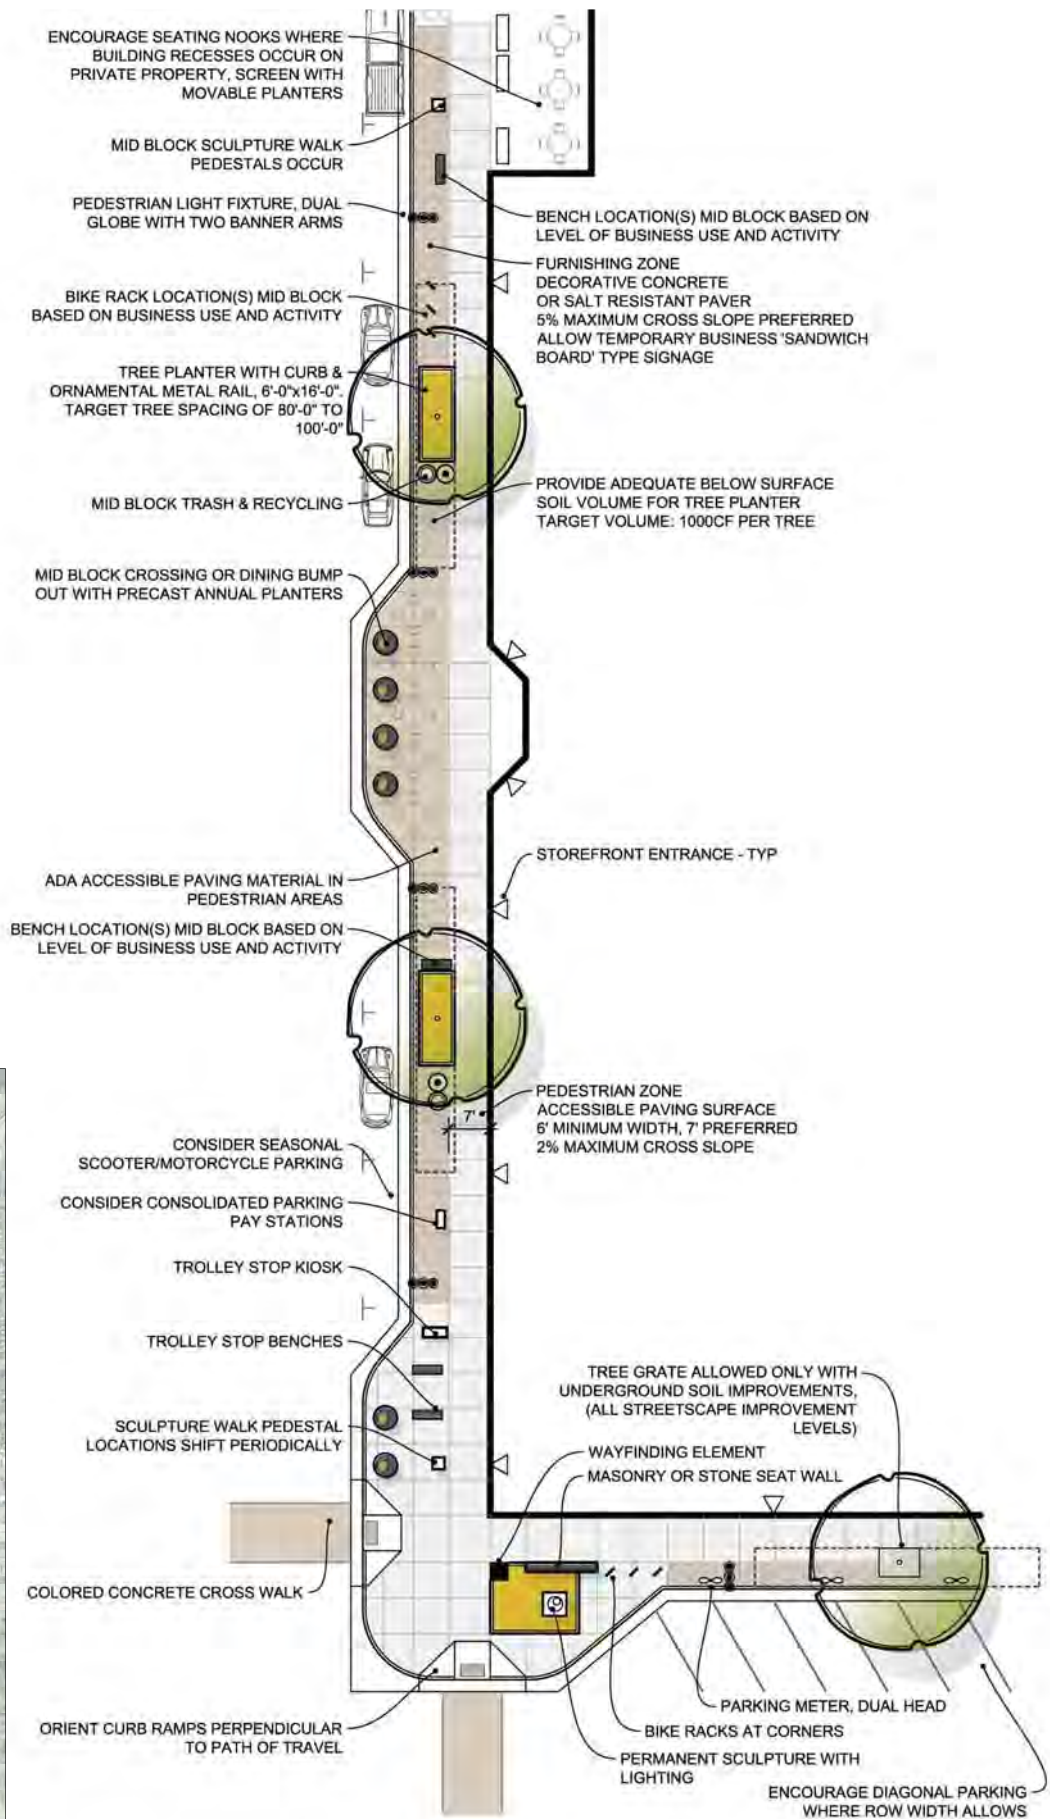 ENCOURAGE SEATING NOOKS WHERE
BUILDING RECESSES OCCUR ON
PRIVATE PROPERTY, SCREEN WITH
MOVABLE PLANTERS
MID BLOCK SCULPTURE WALK
PEDESTALS OCCUR
PEDESTRIAN LIGHT FIXTURE, DUAL
GLOBE WITH TWO BANNER ARMS
BENCH LOCATION(S) MID BLOCK BASED ON
LEVEL OF BUSINESS USE AND ACTIVITY
FURNISHING ZONE
DECORATIVE CONCRETE
OR SALT RESISTANT PAVER
5% MAXIMUM CROSS SLOPE PREFERRED
ALLOW TEMPORARY BUSINESS 'SANDWICH
BOARD' TYPE SIGNAGE
BIKE RACK LOCATION(S) MID BLOCK
BASED ON BUSINESS USE AND ACTIVITY
TREE PLANTER WITH CURB &
ORNAMENTAL METAL RAIL, 6'-0"x16'-0".
TARGET TREE SPACING OF 80'-0" TO
100'-0"
MID BLOCK TRASH & RECYCLING
PROVIDE ADEQUATE BELOW SURFACE
SOIL VOLUME FOR TREE PLANTER
TARGET VOLUME: 1000CF PER TREE
MID BLOCK CROSSING OR DINING BUMP
OUT WITH PRECAST ANNUAL PLANTERS
STOREFRONT ENTRANCE - TYP
ADA ACCESSIBLE PAVING MATERIAL IN
PEDESTRIAN AREAS
BENCH LOCATION(S) MID BLOCK BASED ON
LEVEL OF BUSINESS USE AND ACTIVITY
7'
PEDESTRIAN ZONE
ACCESSIBLE PAVING SURFACE
6' MINIMUM WIDTH, 7' PREFERRED
2% MAXIMUM CROSS SLOPE
CONSIDER SEASONAL
SCOOTER/MOTORCYCLE PARKING
CONSIDER CONSOLIDATED PARKING
PAY STATIONS
TROLLEY STOP KIOSK
TROLLEY STOP BENCHES
SCULPTURE WALK PEDESTAL
LOCATIONS SHIFT PERIODICALLY
TREE GRATE ALLOWED ONLY WITH
UNDERGROUND SOIL IMPROVEMENTS,
(ALL STREETSCAPE IMPROVEMENT
LEVELS)
WAYFINDING ELEMENT
MASONRY OR STONE SEAT WALL
COLORED CONCRETE CROSS WALK
ORIENT CURB RAMPS PERPENDICULAR
TO PATH OF TRAVEL
PARKING METER, DUAL HEAD
BIKE RACKS AT CORNERS
PERMANENT SCULPTURE WITH
LIGHTING
ENCOURAGE DIAGONAL PARKING
WHERE ROW WIDTH ALLOWS